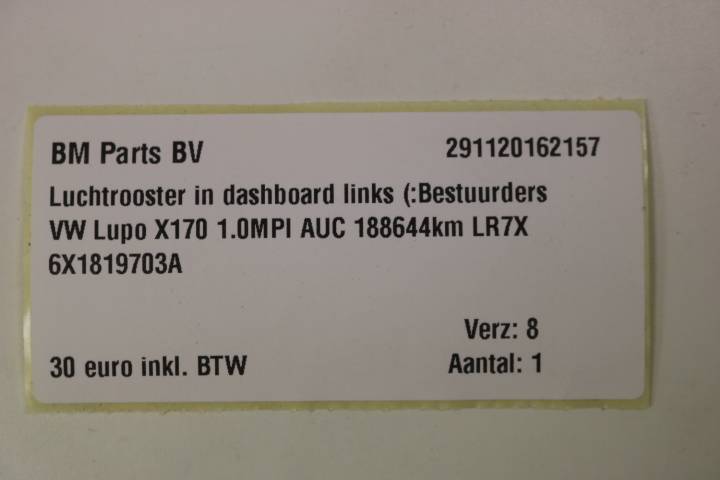 BM Parts BV 291120162157
Luchtrooster in dashboard links (:Bestuurders
VW Lupo X170 1.0MPI AUC 188644km LR7X
6X1819703A
Verz: 8
30 euro inkl. BTW Aantal: 1